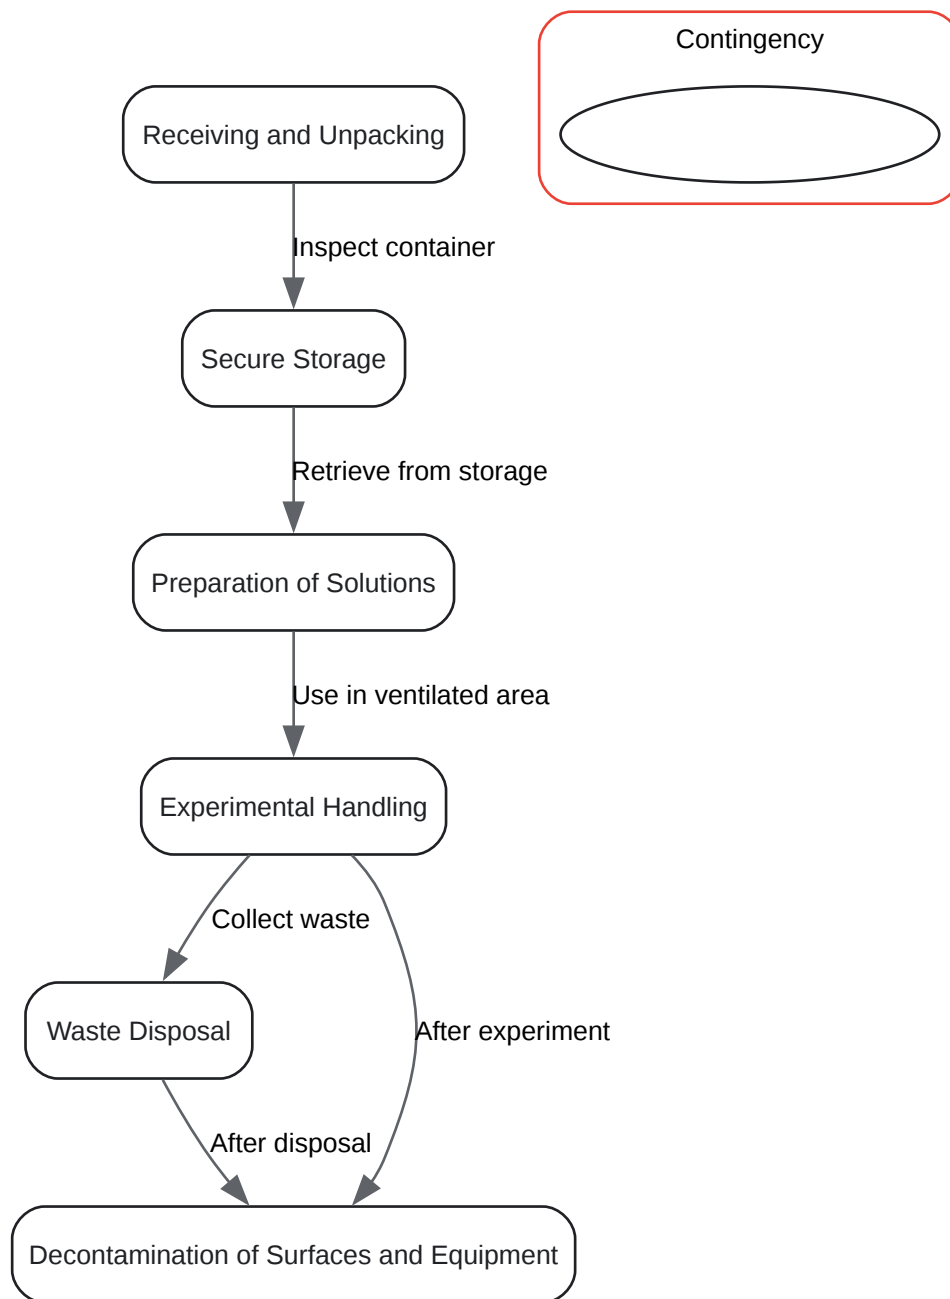 Contingency
Receiving and Unpacking
Inspect container
Secure Storage
Retrieve from storage
Preparation of Solutions
Use in ventilated area
Experimental Handling
Collect waste
Waste Disposal
After experiment
After disposal
Decontamination of Surfaces and Equipment